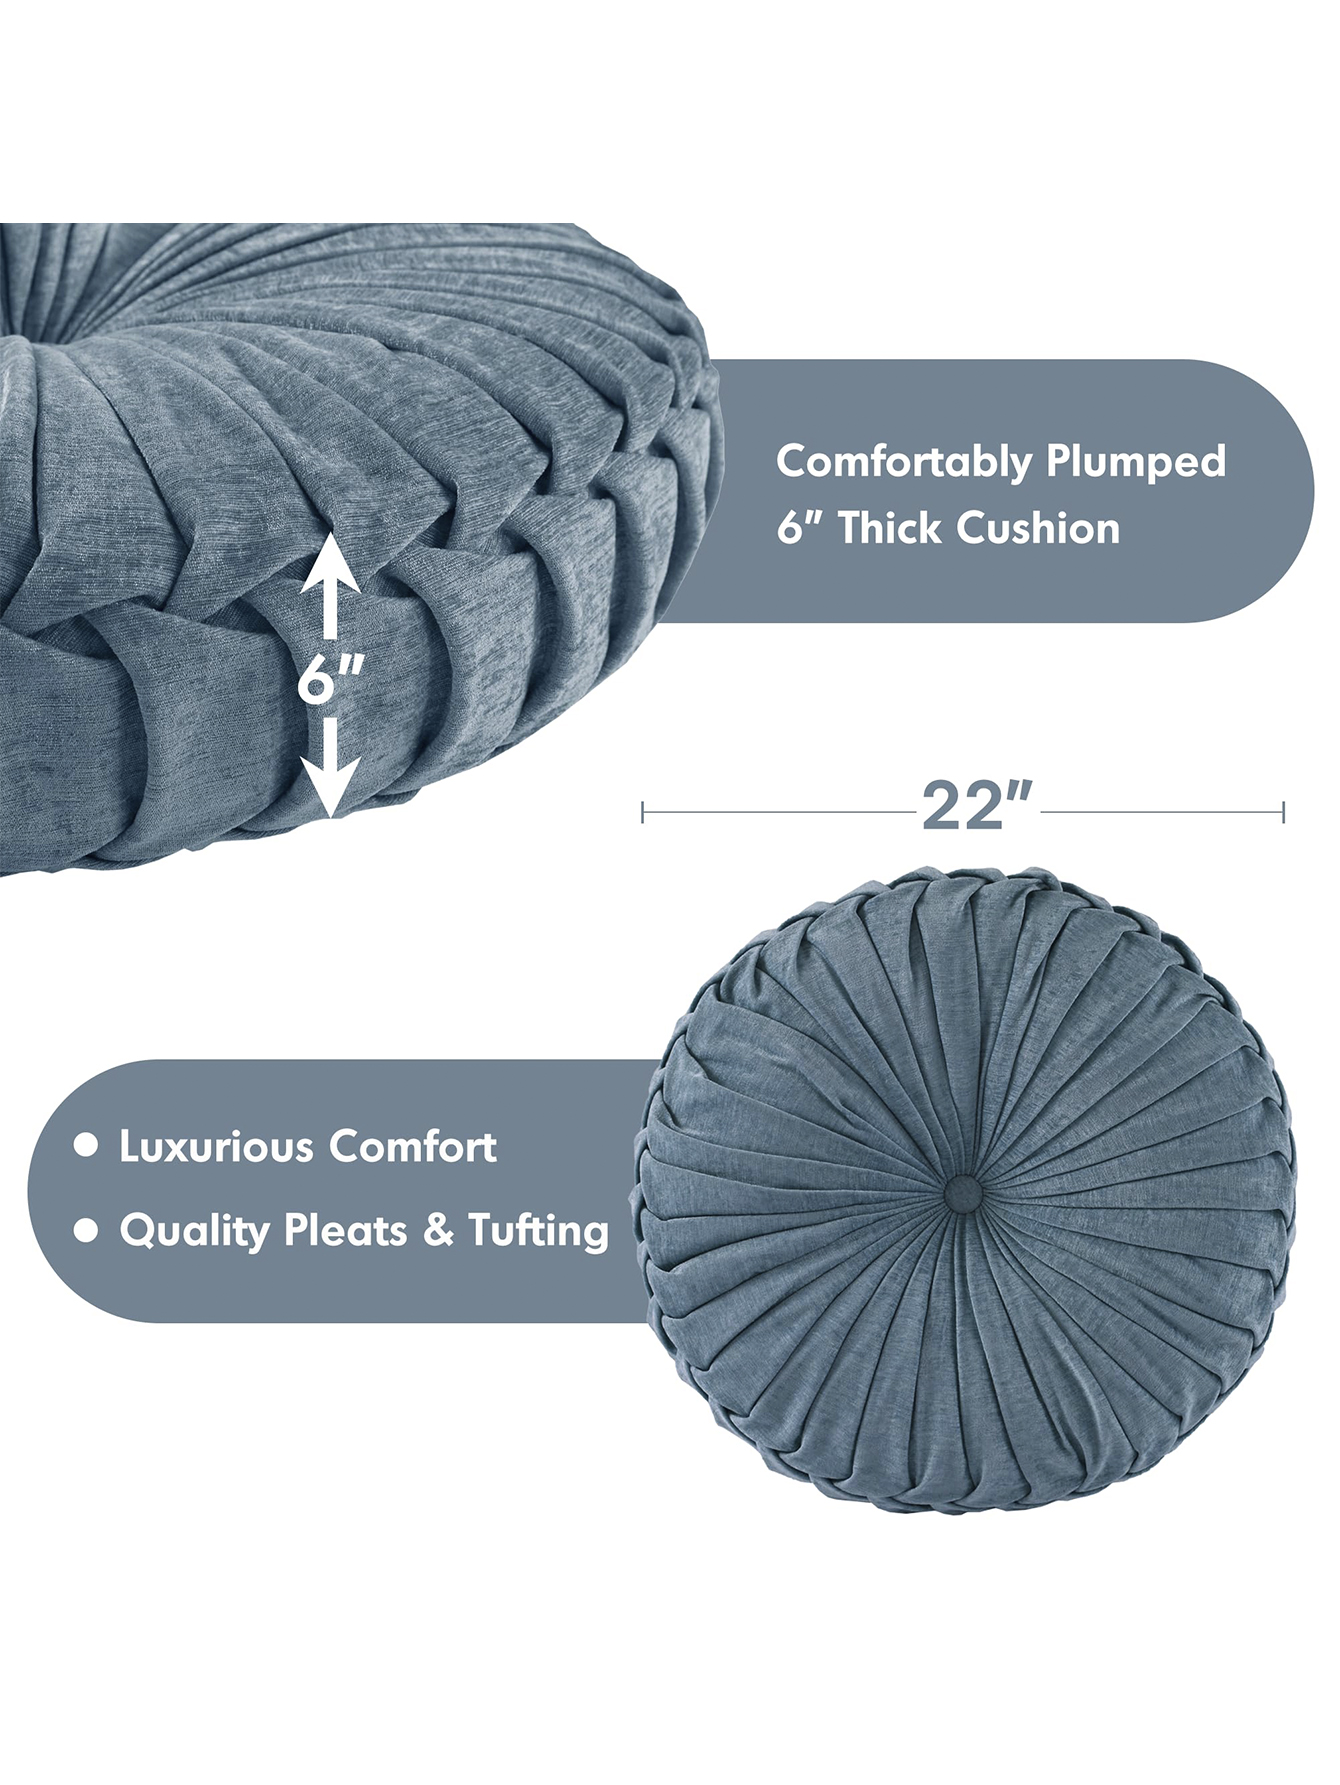 Comfortably Plumped
6" Thick Cushion
6"
22"
● Luxurious Comfort
● Quality Pleats & Tufting